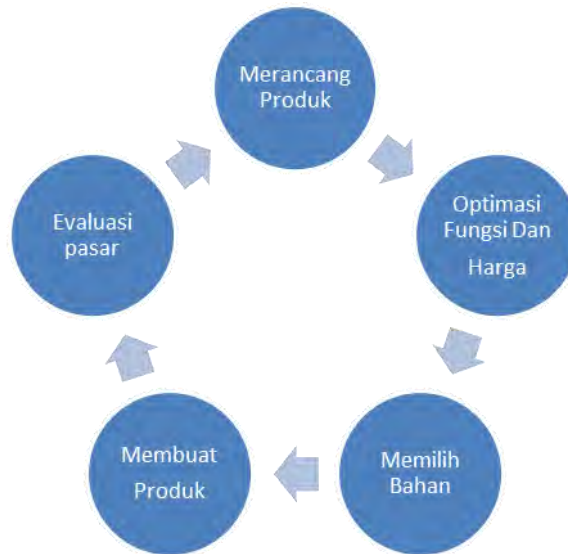 Merancang
Produk
Optimasi
Fungsi Dan
Harga
Memilih
Bahan
Membuat
Produk
Evaluasi
pasar